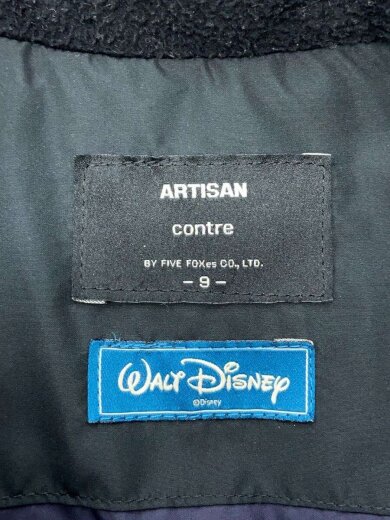 ARTISAN
contre
BY FIVE FOXes CO., LTD.
– 9 –
WALT DISNEY
©Disney